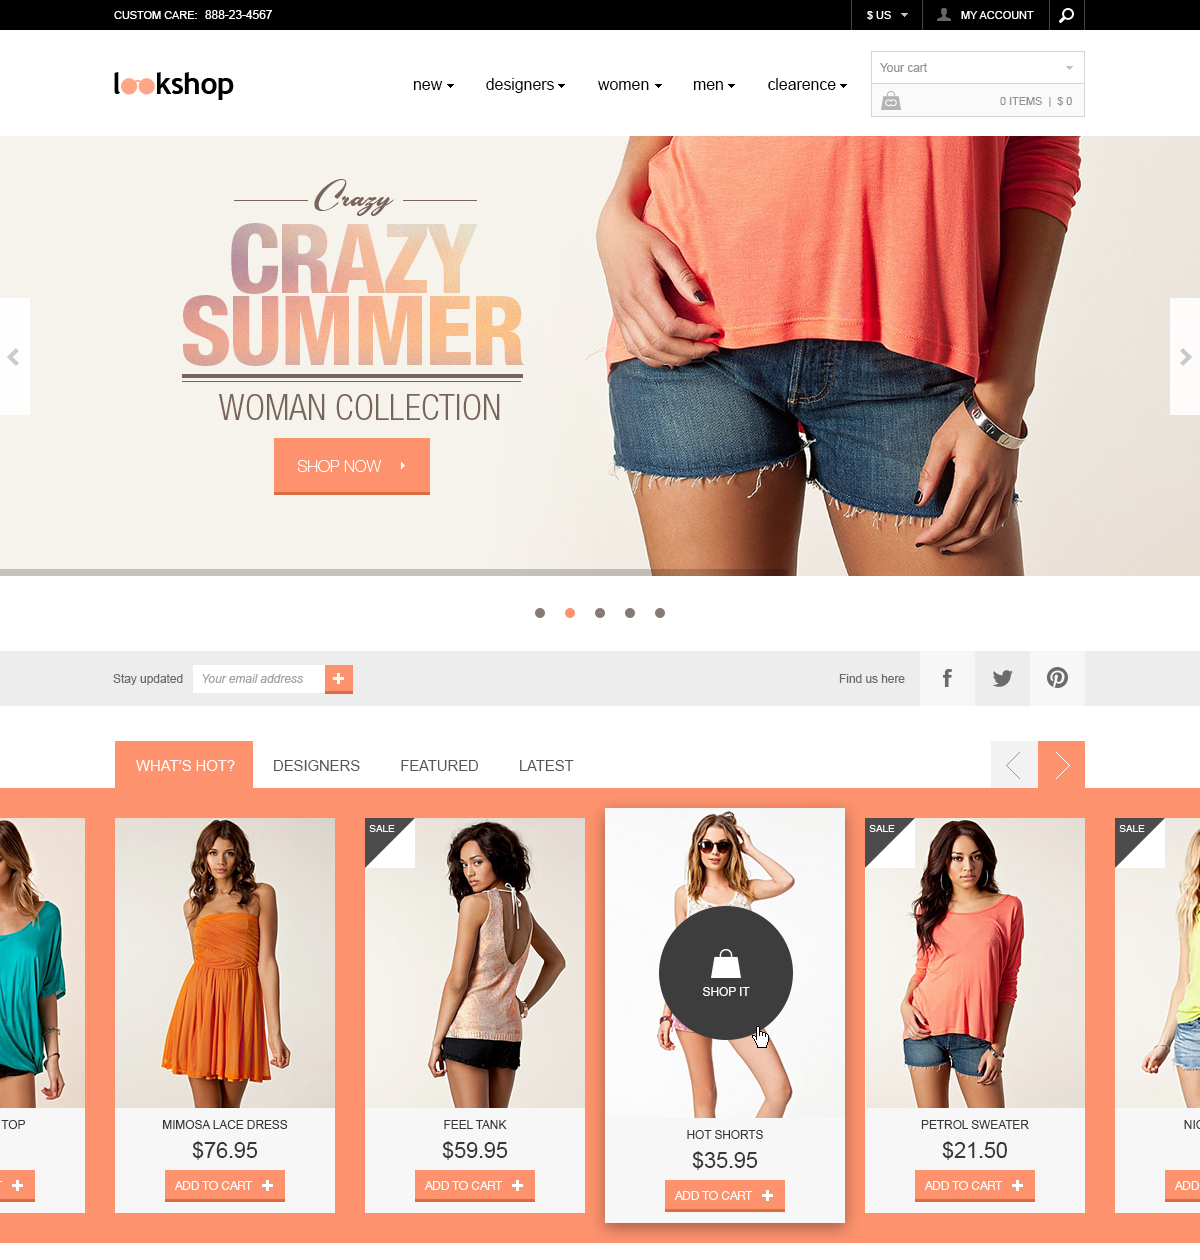 CUSTOM CARE: 888-23-4567
$ US
MY ACCOUNT
lookshop
new
designers
women
men
clearence
Your cart
0 ITEMS | $ 0
Crazy
CRAZY
SUMMER
WOMAN COLLECTION
SHOP NOW
Stay updated
Your email address
Find us here
WHAT'S HOT?
DESIGNERS
FEATURED
LATEST
SALE
SALE
SALE
SHOP IT
TOP
MIMOSA LACE DRESS
$76.95
ADD TO CART
FEEL TANK
$59.95
ADD TO CART
HOT SHORTS
$35.95
ADD TO CART
PETROL SWEATER
$21.50
ADD TO CART
ADD